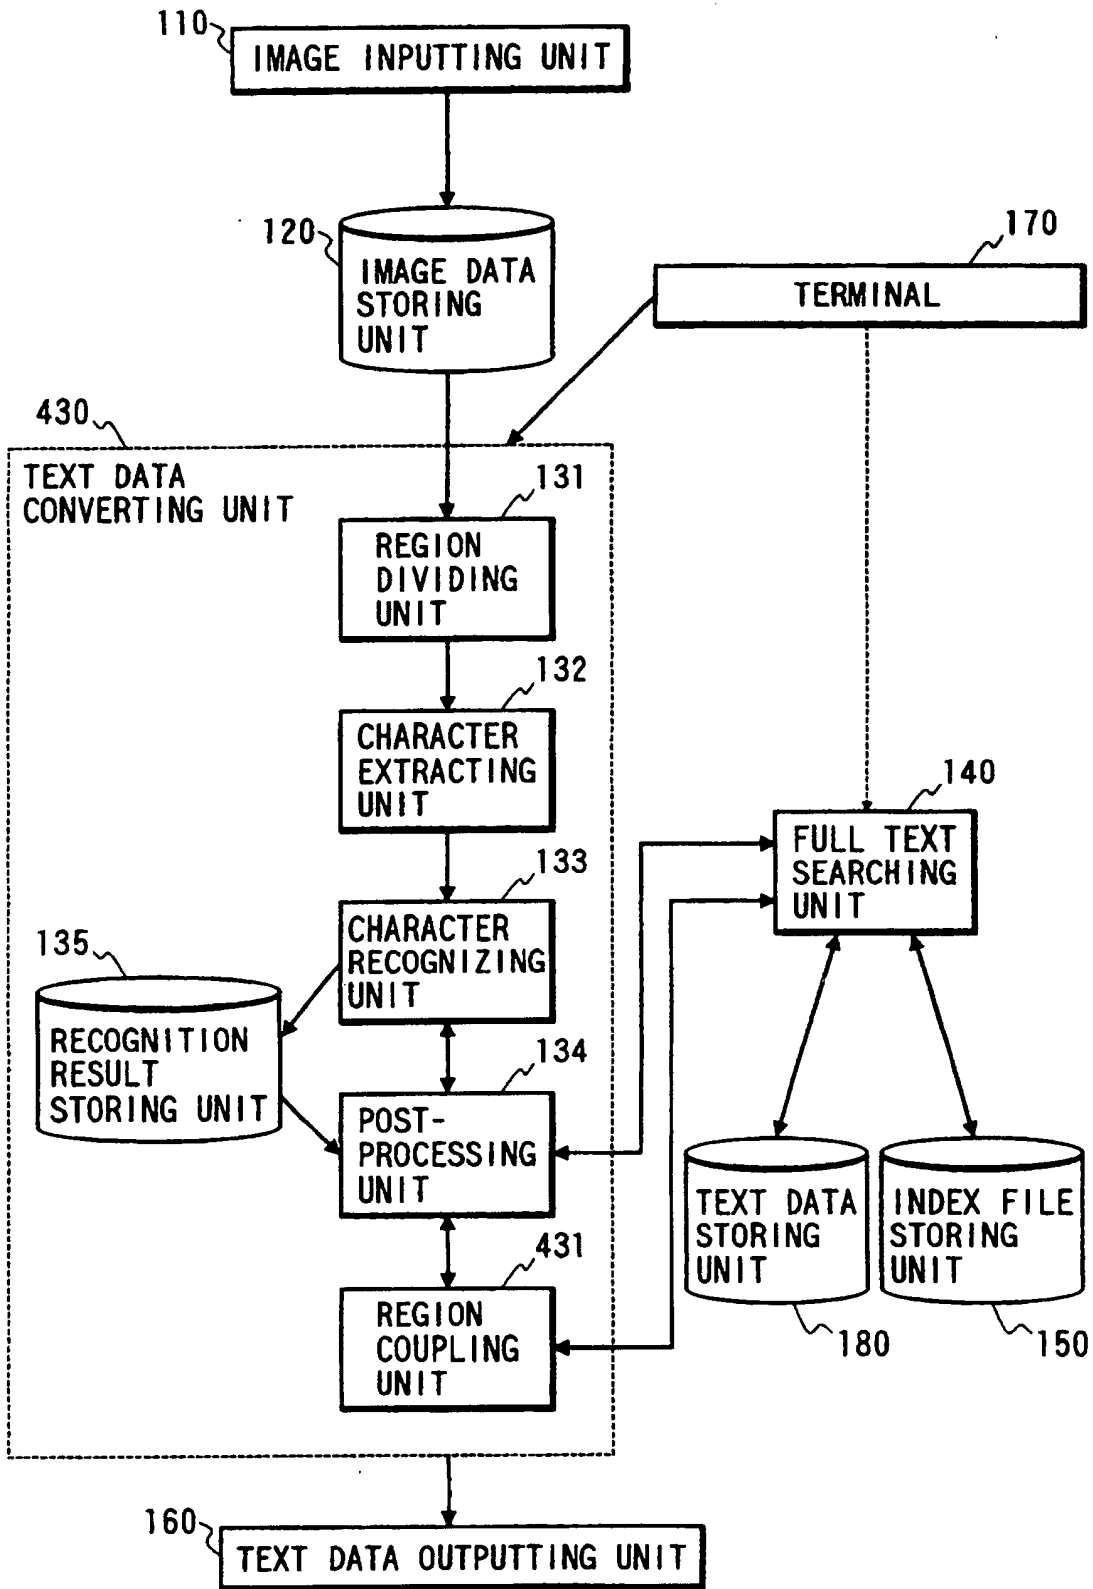 110
IMAGE INPUTTING UNIT
120
IMAGE DATA
STORING
UNIT
170
TERMINAL
430
TEXT DATA
CONVERTING UNIT
131
REGION
DIVIDING
UNIT
132
CHARACTER
EXTRACTING
UNIT
140
FULL TEXT
SEARCHING
UNIT
133
CHARACTER
RECOGNIZING
UNIT
135
RECOGNITION
RESULT
STORING UNIT
134
POST-
PROCESSING
UNIT
TEXT DATA
STORING
UNIT
180
INDEX FILE
STORING
UNIT
150
431
REGION
COUPLING
UNIT
160
TEXT DATA OUTPUTTING UNIT